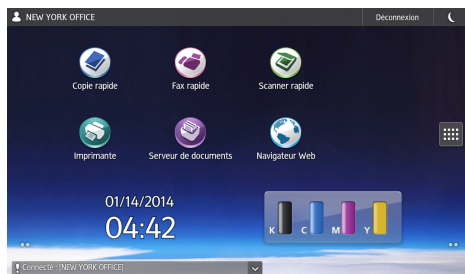 NEW YORK OFFICE
Déconnexion
Copie rapide
Fax rapide
Scanner rapide
Imprimante
Serveur de documents
Navigateur Web
01/14/2014
04:42
K C M Y
Connecté : [NEW YORK OFFICE]